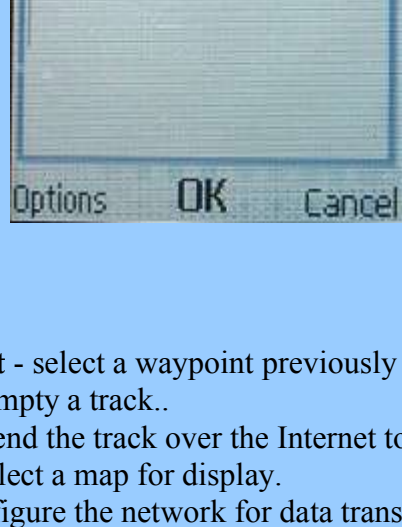 Options OK Cancel
t - select a waypoint previously
mpty a track..
end the track over the Internet to
lect a map for display.
figure the network for data trans